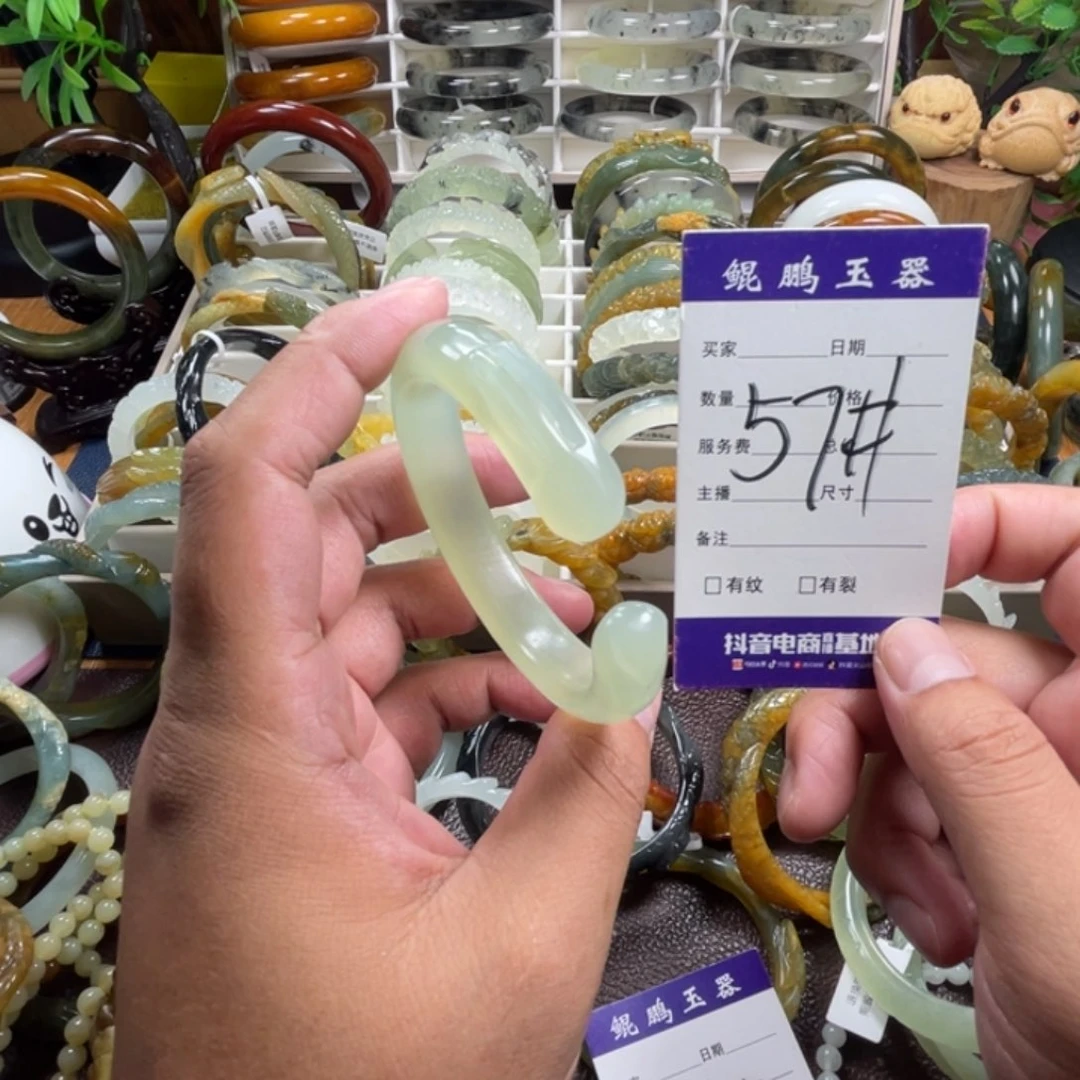 鲲鹏玉器
买家 日期
数量 价格
57#
服务费 总
主播 尺寸
备注
□有纹 □有裂
抖音电商直播基地
鲲鹏玉器
日期